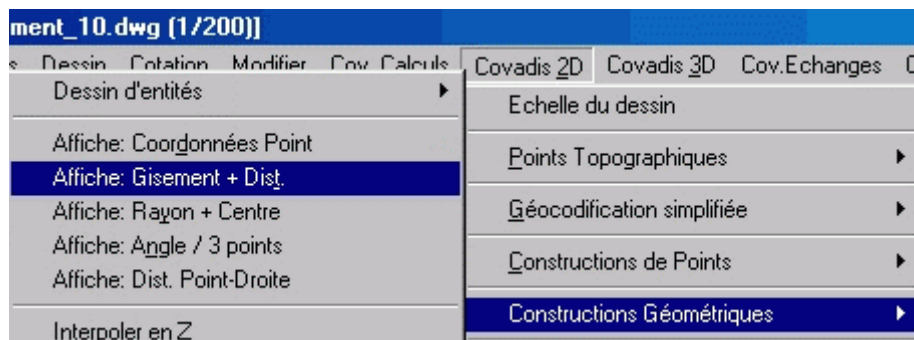 ment_10.dwg (1/200)]
s Dessin Cotation Modifier Cov. Calculs Covadis 2D Covadis 3D Cov.Echanges
Dessin d'entités
Affiche: Coordonnées Point
Affiche: Gisement + Dist.
Affiche: Rayon + Centre
Affiche: Angle / 3 points
Affiche: Dist. Point-Droite
Interpoler en Z
Echelle du dessin
Points Topographiques
Géocodification simplifiée
Constructions de Points
Constructions Géométriques